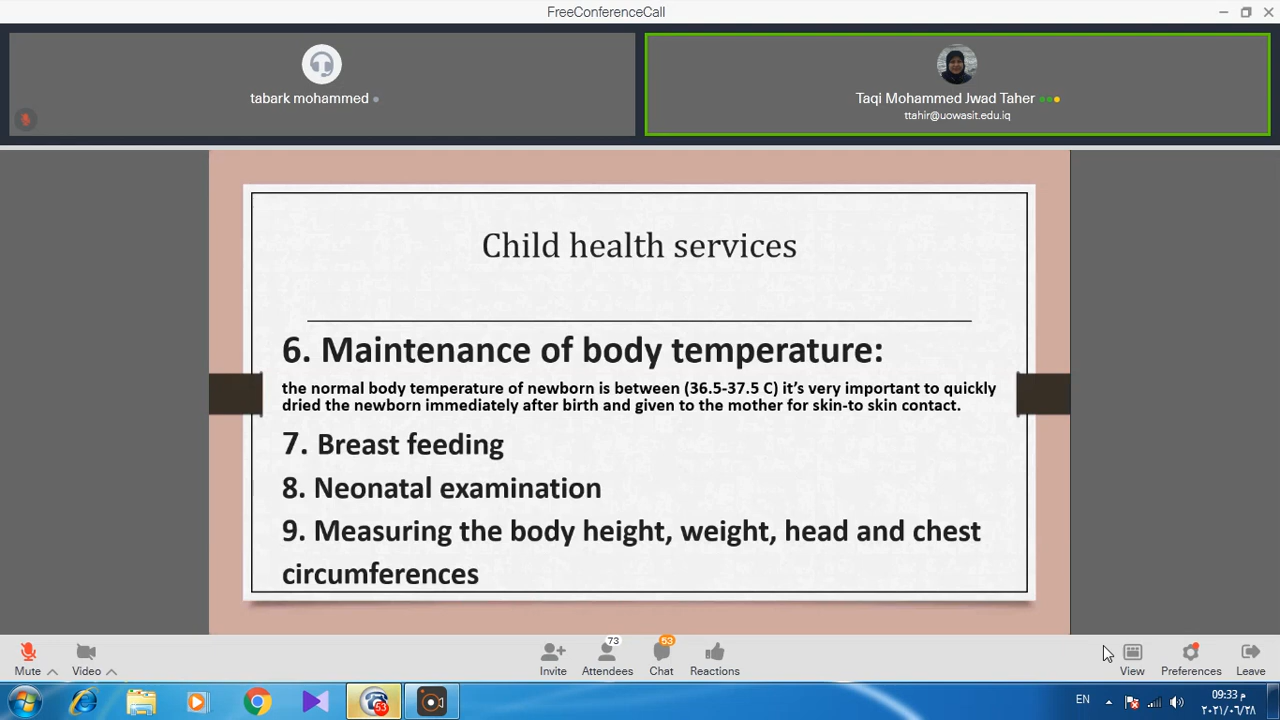 FreeConferenceCall
tabark mohammed
Taqi Mohammed Jwad Taher
ttahir@uowasit.edu.iq
Child health services
6. Maintenance of body temperature:
the normal body temperature of newborn is between (36.5-37.5 C) it’s very important to quickly
dried the newborn immediately after birth and given to the mother for skin-to skin contact.
7. Breast feeding
8. Neonatal examination
9. Measuring the body height, weight, head and chest
circumferences
73
53
Mute
Video
Invite
Attendees
Chat
Reactions
View
Preferences
Leave
53
EN
09:33 م
٢٠٢١/٠٦/٢٨